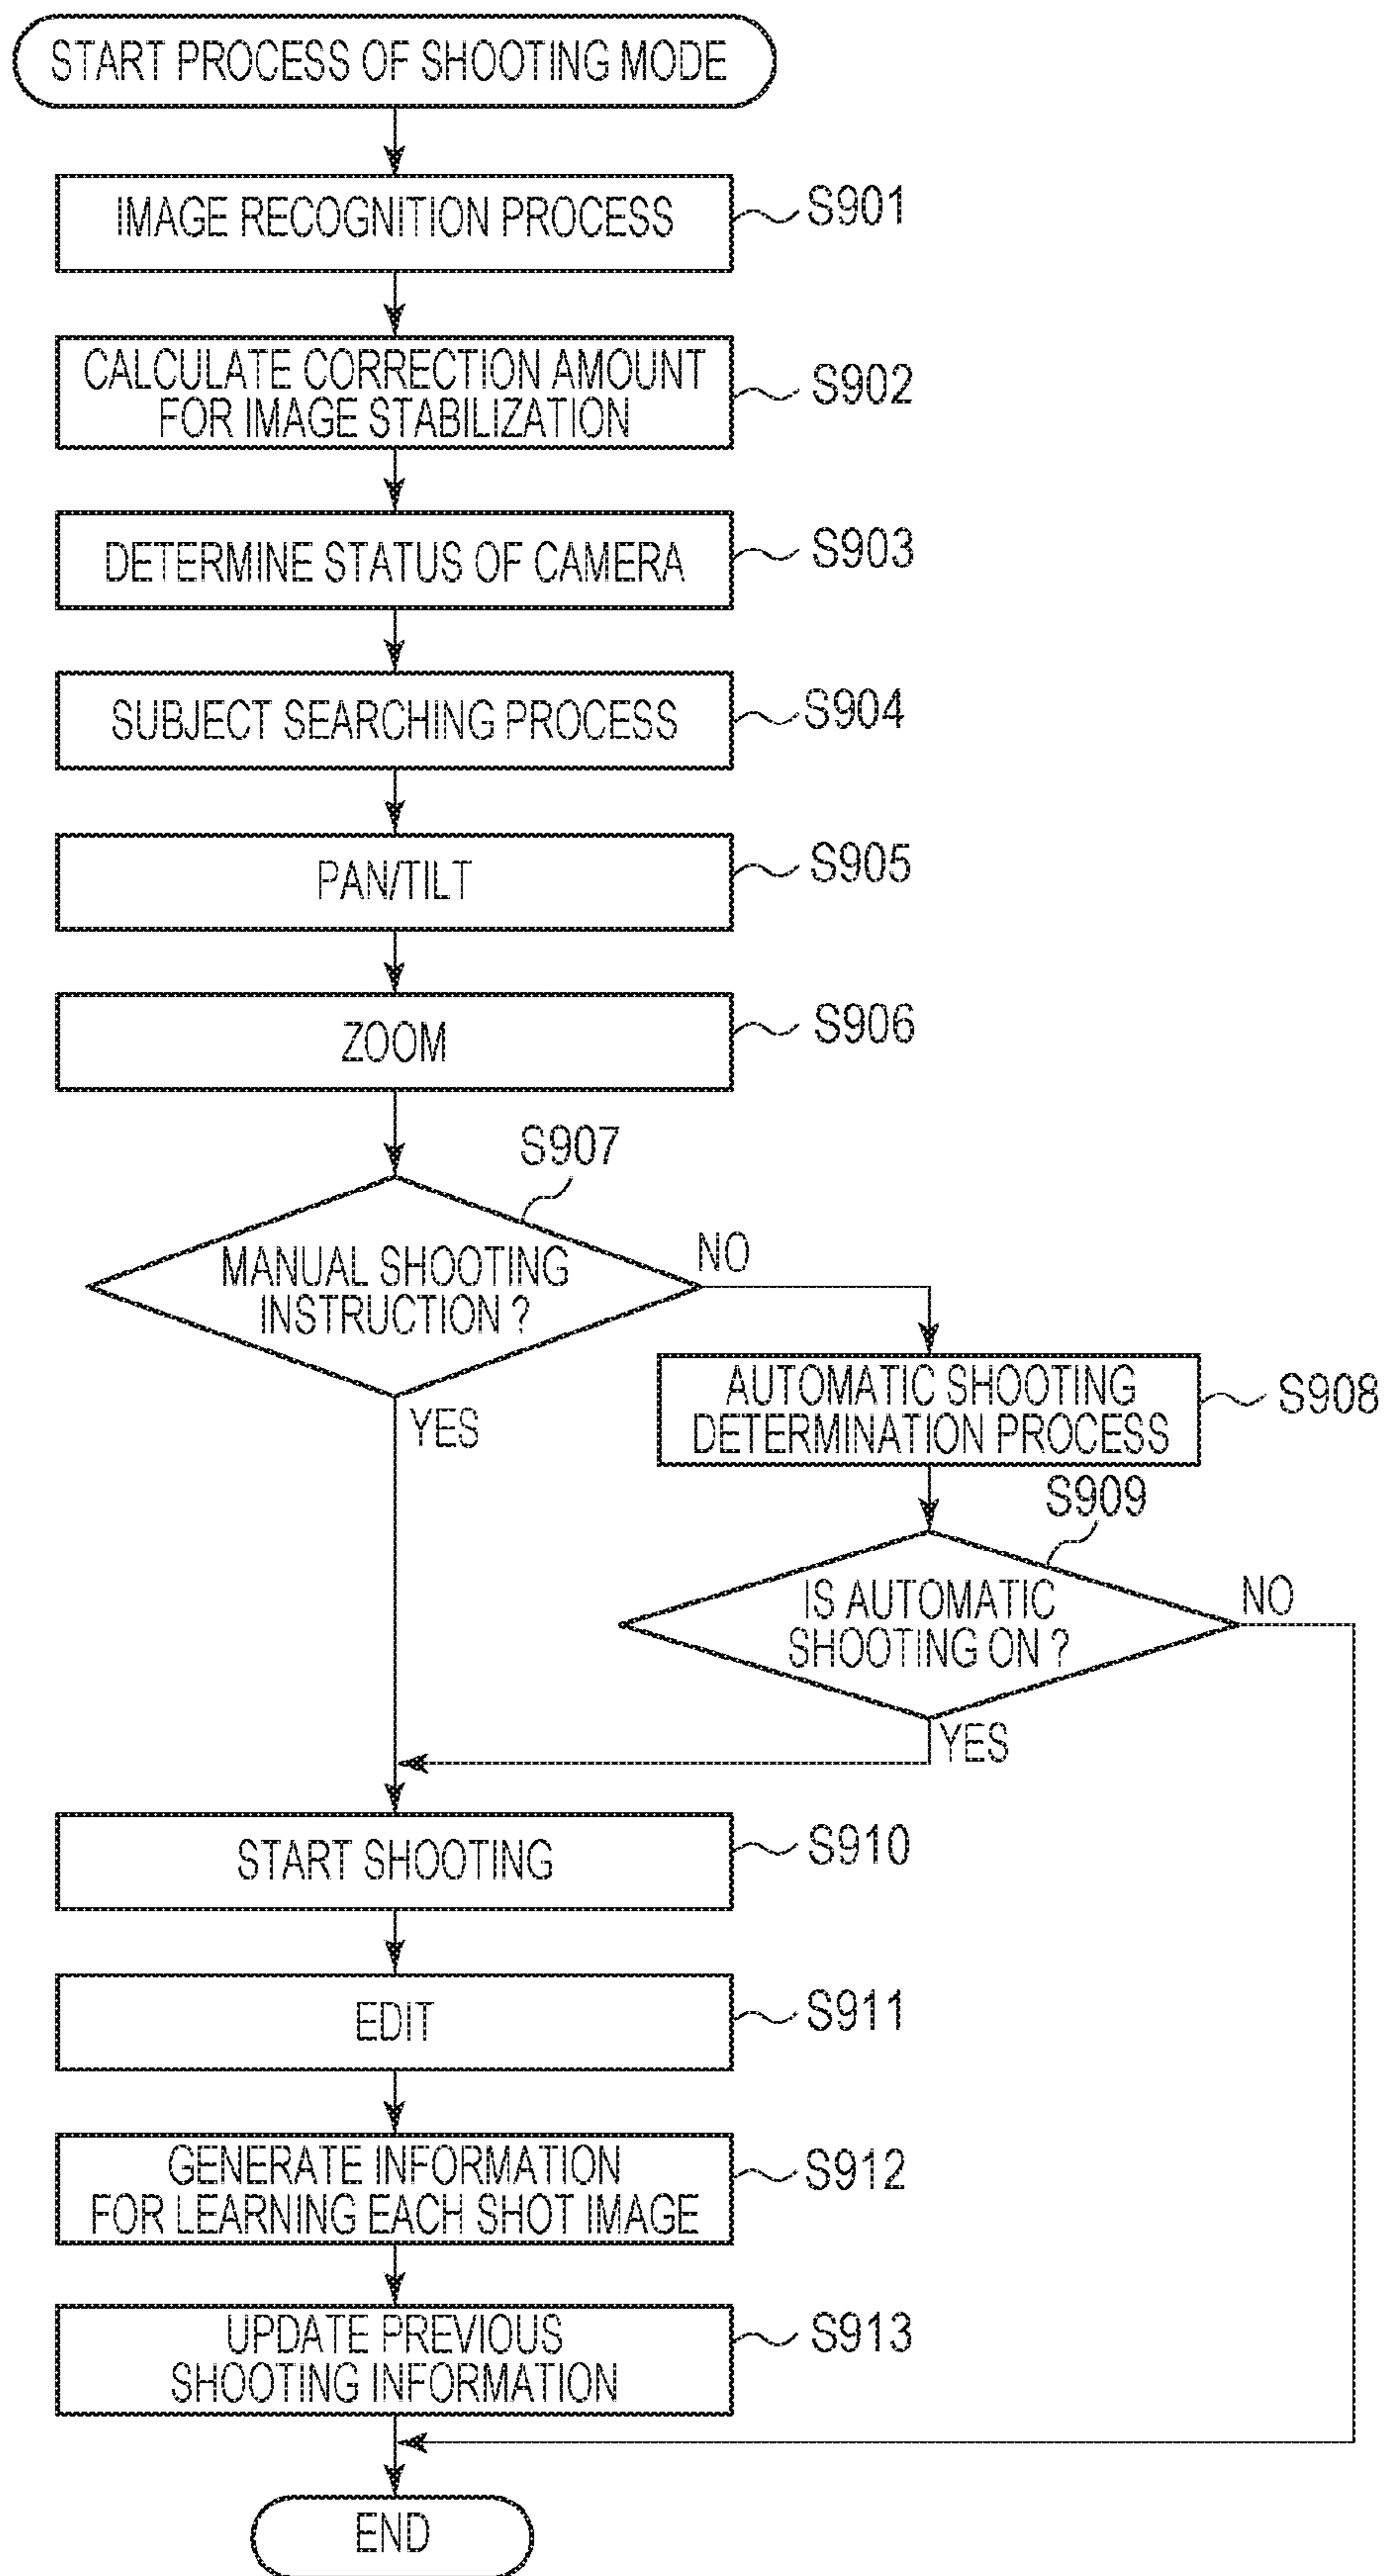 START PROCESS OF SHOOTING MODE
IMAGE RECOGNITION PROCESS
S901
CALCULATE CORRECTION AMOUNT
FOR IMAGE STABILIZATION
S902
DETERMINE STATUS OF CAMERA
S903
SUBJECT SEARCHING PROCESS
S904
PAN/TILT
S905
ZOOM
S906
S907
MANUAL SHOOTING
INSTRUCTION ?
NO
YES
AUTOMATIC SHOOTING
DETERMINATION PROCESS
S908
S909
IS AUTOMATIC
SHOOTING ON ?
NO
YES
START SHOOTING
S910
EDIT
S911
GENERATE INFORMATION
FOR LEARNING EACH SHOT IMAGE
S912
UPDATE PREVIOUS
SHOOTING INFORMATION
S913
END